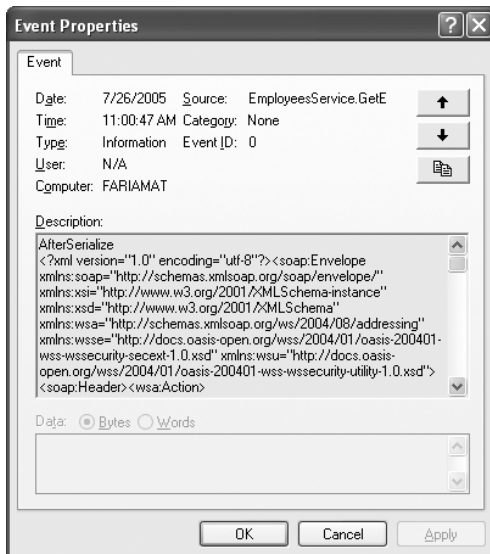 Event Properties
Event
Date: 7/26/2005 Source: EmployeesService.GetE
Time: 11:00:47 AM Category: None
Type: Information Event ID: 0
User: N/A
Computer: FARIAMAT
Description:
AfterSerialize
<?xml version="1.0" encoding="utf-8"?><soap:Envelope
xmlns:soap="http://schemas.xmlsoap.org/soap/envelope/"
xmlns:xsi="http://www.w3.org/2001/XMLSchema-instance"
xmlns:xsd="http://www.w3.org/2001/XMLSchema"
xmlns:wsa="http://schemas.xmlsoap.org/ws/2004/08/addressing"
xmlns:wsse="http://docs.oasis-open.org/wss/2004/01/oasis-200401-
wss-wssecurity-secext-1.0.xsd" xmlns:wsu="http://docs.oasis-
open.org/wss/2004/01/oasis-200401-wss-wssecurity-utility-1.0.xsd">
<soap:Header><wsa:Action>
Data: Bytes Words
OK Cancel Apply